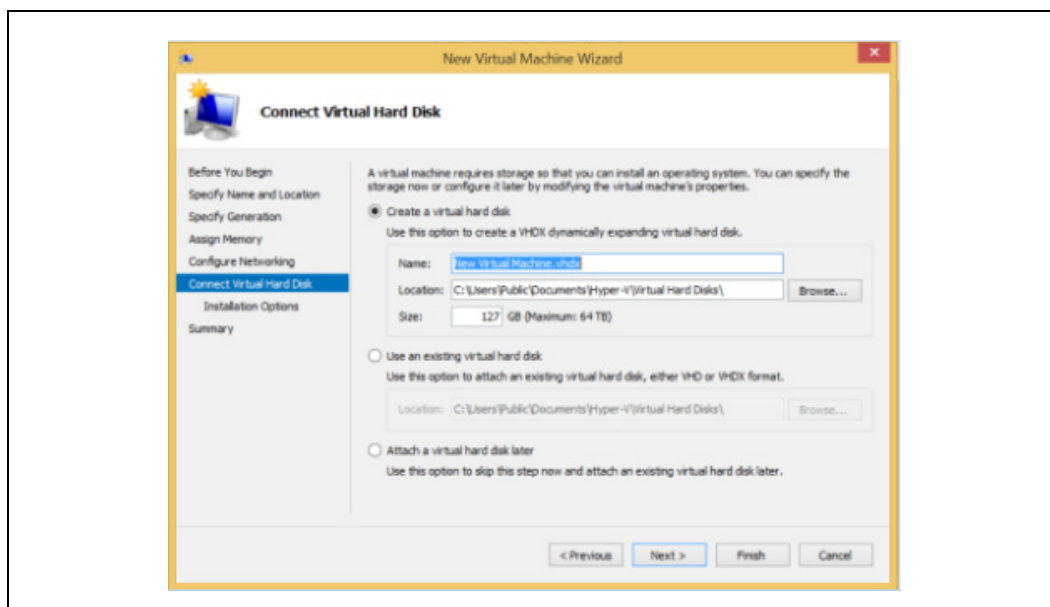 New Virtual Machine Wizard
Connect Virtual Hard Disk
Before You Begin
Specify Name and Location
Specify Generation
Assign Memory
Configure Networking
Connect Virtual Hard Disk
Installation Options
Summary
A virtual machine requires storage so that you can install an operating system. You can specify the
storage now or configure it later by modifying the virtual machine's properties.
Create a virtual hard disk
Use this option to create a VHDX dynamically expanding virtual hard disk.
Name: New Virtual Machine.vhdx
Location: C:\Users\Public\Documents\Hyper-V\Virtual Hard Disks\ Browse...
Size: 127 GB (Maximum: 64 TB)
Use an existing virtual hard disk
Use this option to attach an existing virtual hard disk, either VHD or VHDX format.
Location: C:\Users\Public\Documents\Hyper-V\Virtual Hard Disks\ Browse...
Attach a virtual hard disk later
Use this option to skip this step now and attach an existing virtual hard disk later.
< Previous Next > Finish Cancel